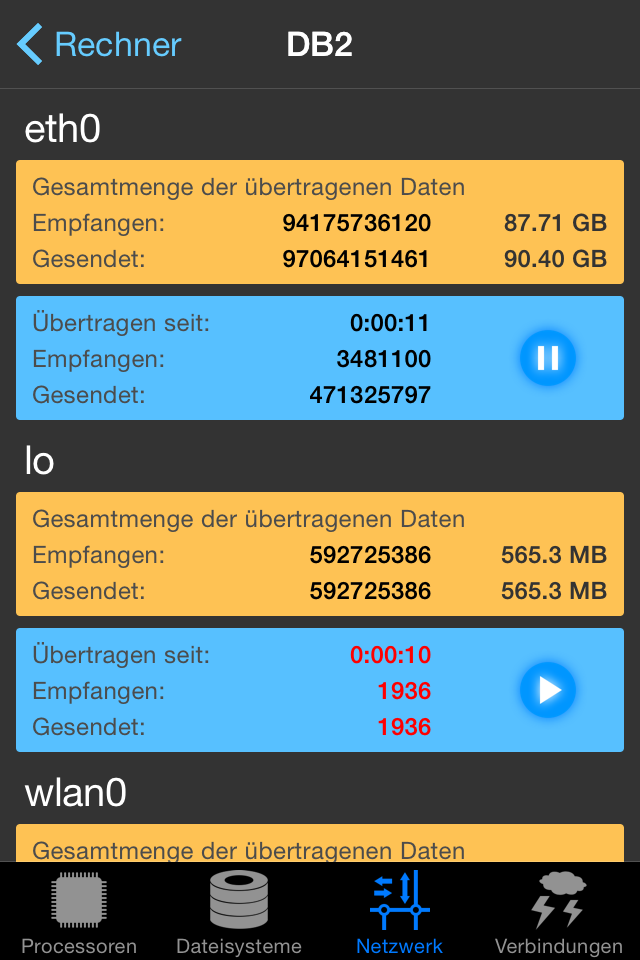 Rechner DB2
eth0
Gesamtmenge der übertragenen Daten
Empfangen: 94175736120 87.71 GB
Gesendet: 97064151461 90.40 GB
Übertragen seit: 0:00:11
Empfangen: 3481100
Gesendet: 471325797
lo
Gesamtmenge der übertragenen Daten
Empfangen: 592725386 565.3 MB
Gesendet: 592725386 565.3 MB
Übertragen seit: 0:00:10
Empfangen: 1936
Gesendet: 1936
wlan0
Gesamtmenge der übertragenen Daten
Processoren Dateisysteme Netzwerk Verbindungen